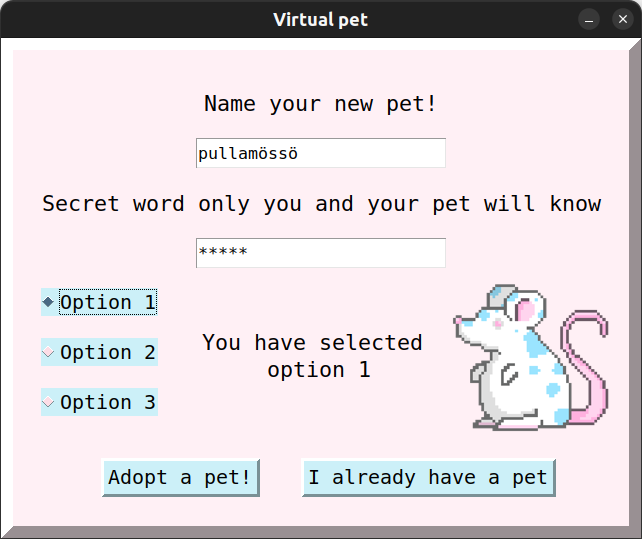 Virtual pet
Name your new pet!
pullamössö
Secret word only you and your pet will know
*****
Option 1
Option 2
Option 3
You have selected
option 1
Adopt a pet!
I already have a pet